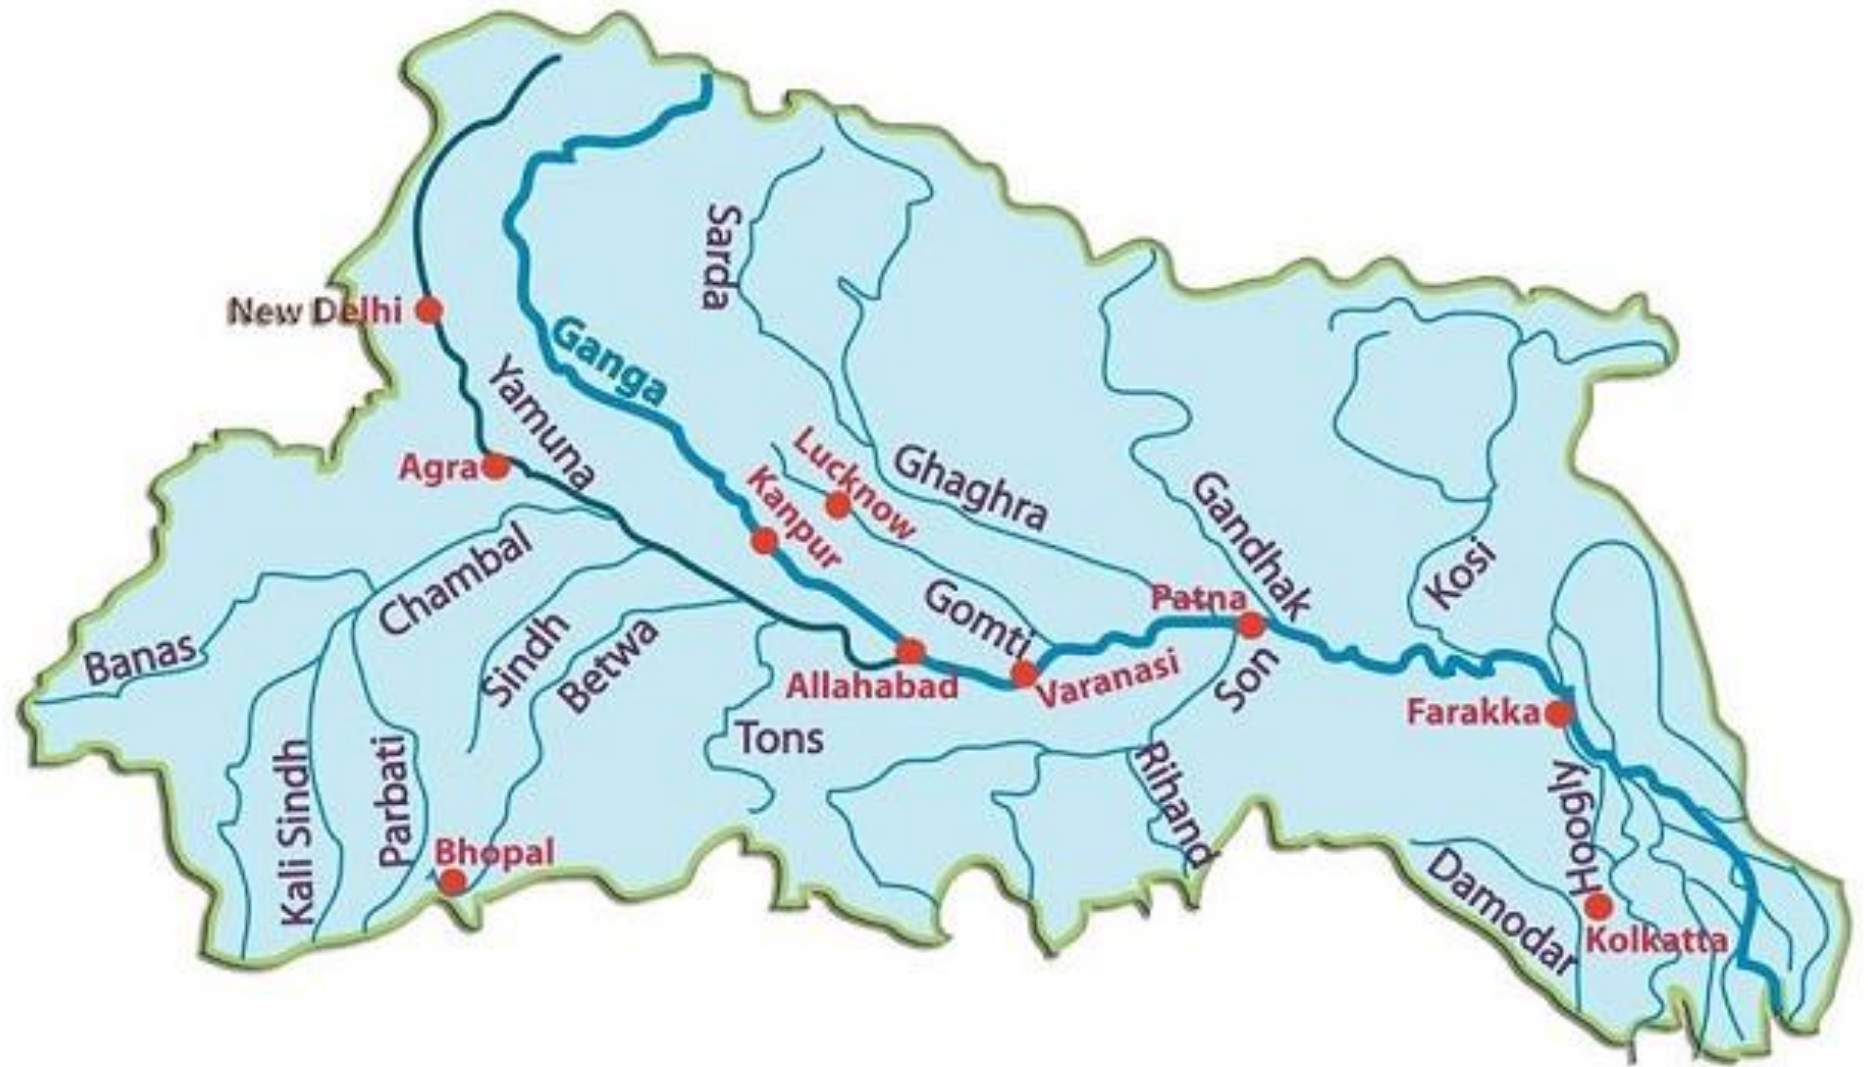 Sarda
New Delhi
Ganga
Yamuna
Agra
Lucknow
Kanpur
Ghaghra
Gandhak
Kosi
Chambal
Banas
Sindh
Betwa
Gomti
Patna
Allahabad
Varanasi
Son
Farakka
Tons
Kali Sindh
Parbati
Rihand
Hoogly
Bhopal
Damodar
Kolkatta